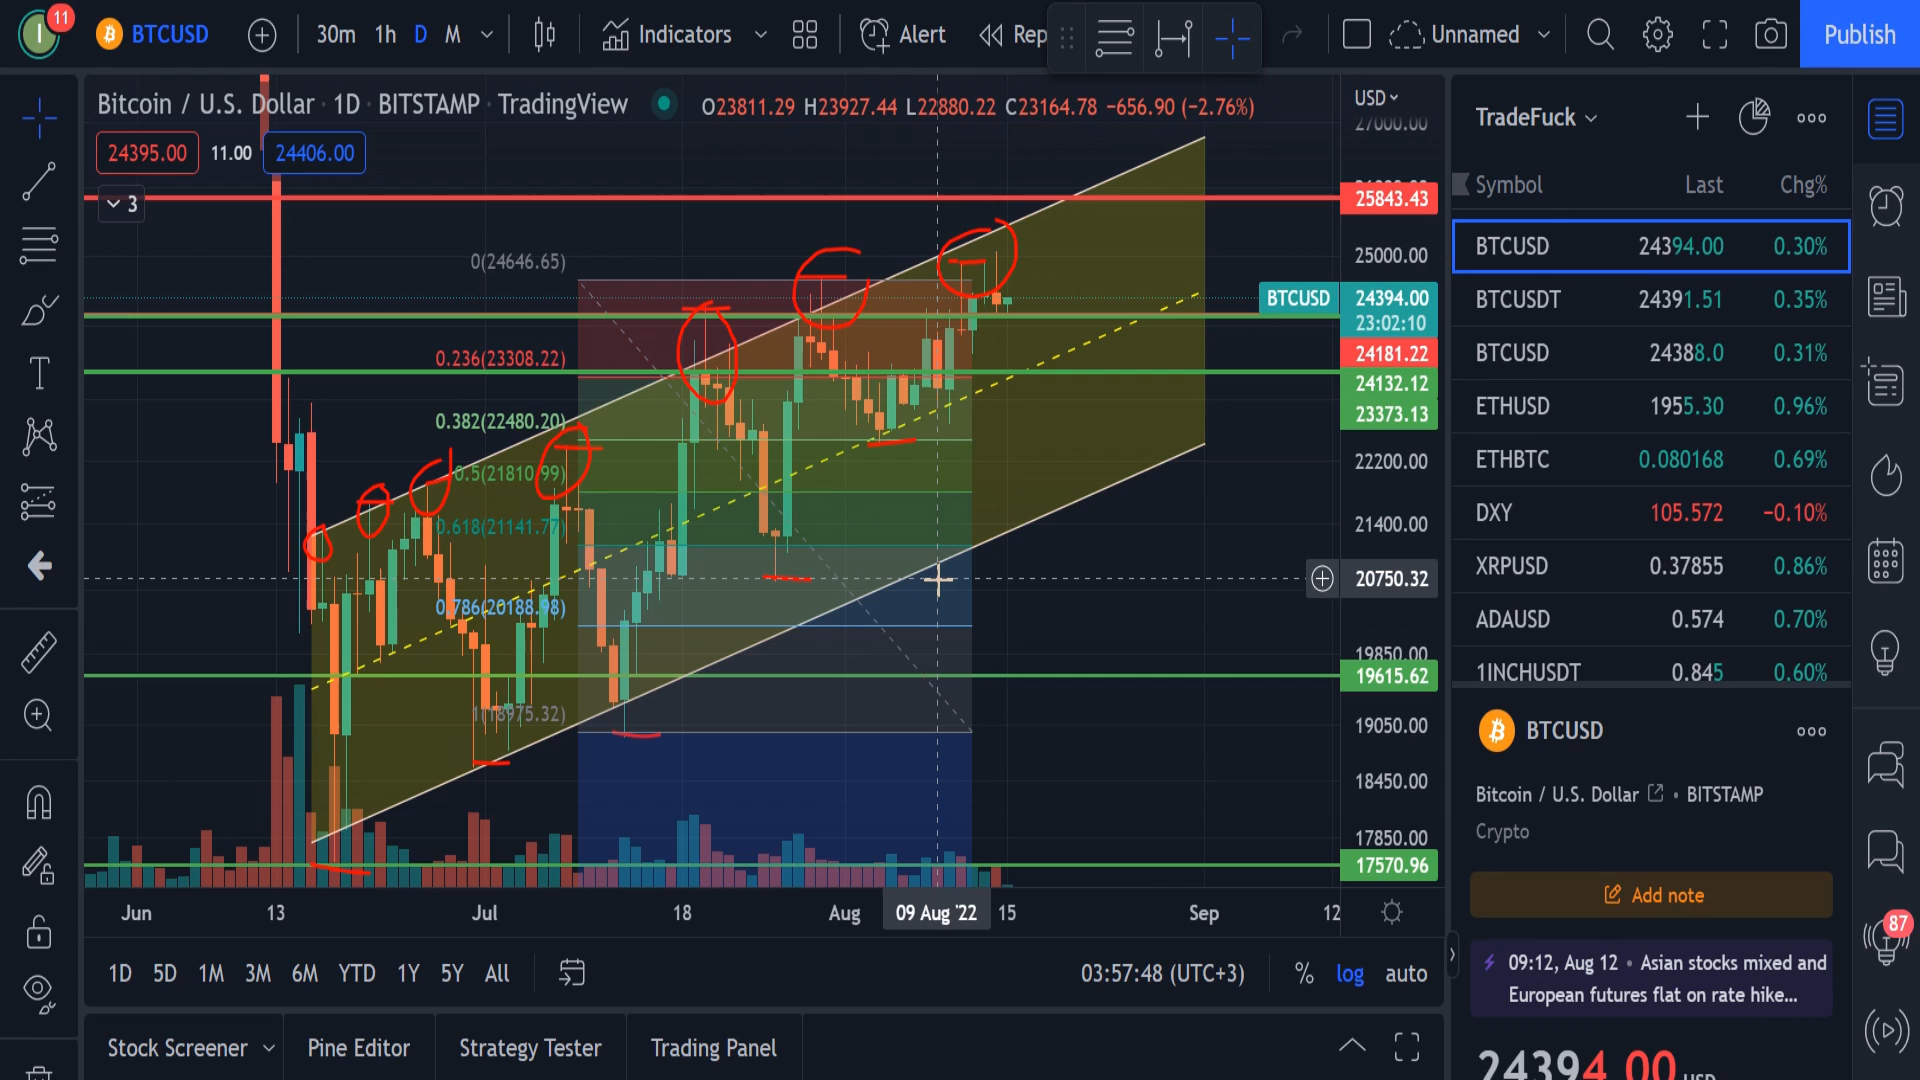 11
BTCUSD
30m 1h D M
Indicators
Alert
Rep
Unnamed
Publish
Bitcoin / U.S. Dollar · 1D · BITSTAMP · TradingView
O23811.29 H23927.44 L22880.22 C23164.78 −656.90 (−2.76%)
24395.00 11.00 24406.00
3
USD
27000.00
25843.43
25000.00
BTCUSD 24394.00
23:02:10
24181.22
24132.12
23373.13
22200.00
21400.00
20750.32
19850.00
19615.62
19050.00
18450.00
17850.00
17570.96
0(24646.65)
0.236(23308.22)
0.382(22480.20)
0.5(21810.99)
0.618(21141.77)
0.786(20188.98)
1(18975.32)
Jun 13 Jul 18 Aug 09 Aug '22 15 Sep 12
1D 5D 1M 3M 6M YTD 1Y 5Y All
03:57:48 (UTC+3) % log auto
Stock Screener Pine Editor Strategy Tester Trading Panel
TradeFuck
Symbol Last Chg%
BTCUSD 24394.00 0.30%
BTCUSDT 24391.51 0.35%
BTCUSD 24388.0 0.31%
ETHUSD 1955.30 0.96%
ETHBTC 0.080168 0.69%
DXY 105.572 −0.10%
XRPUSD 0.37855 0.86%
ADAUSD 0.574 0.70%
1INCHUSDT 0.845 0.60%
BTCUSD
Bitcoin / U.S. Dollar • BITSTAMP
Crypto
Add note
09:12, Aug 12 • Asian stocks mixed and
European futures flat on rate hike...
24394.00 USD
87